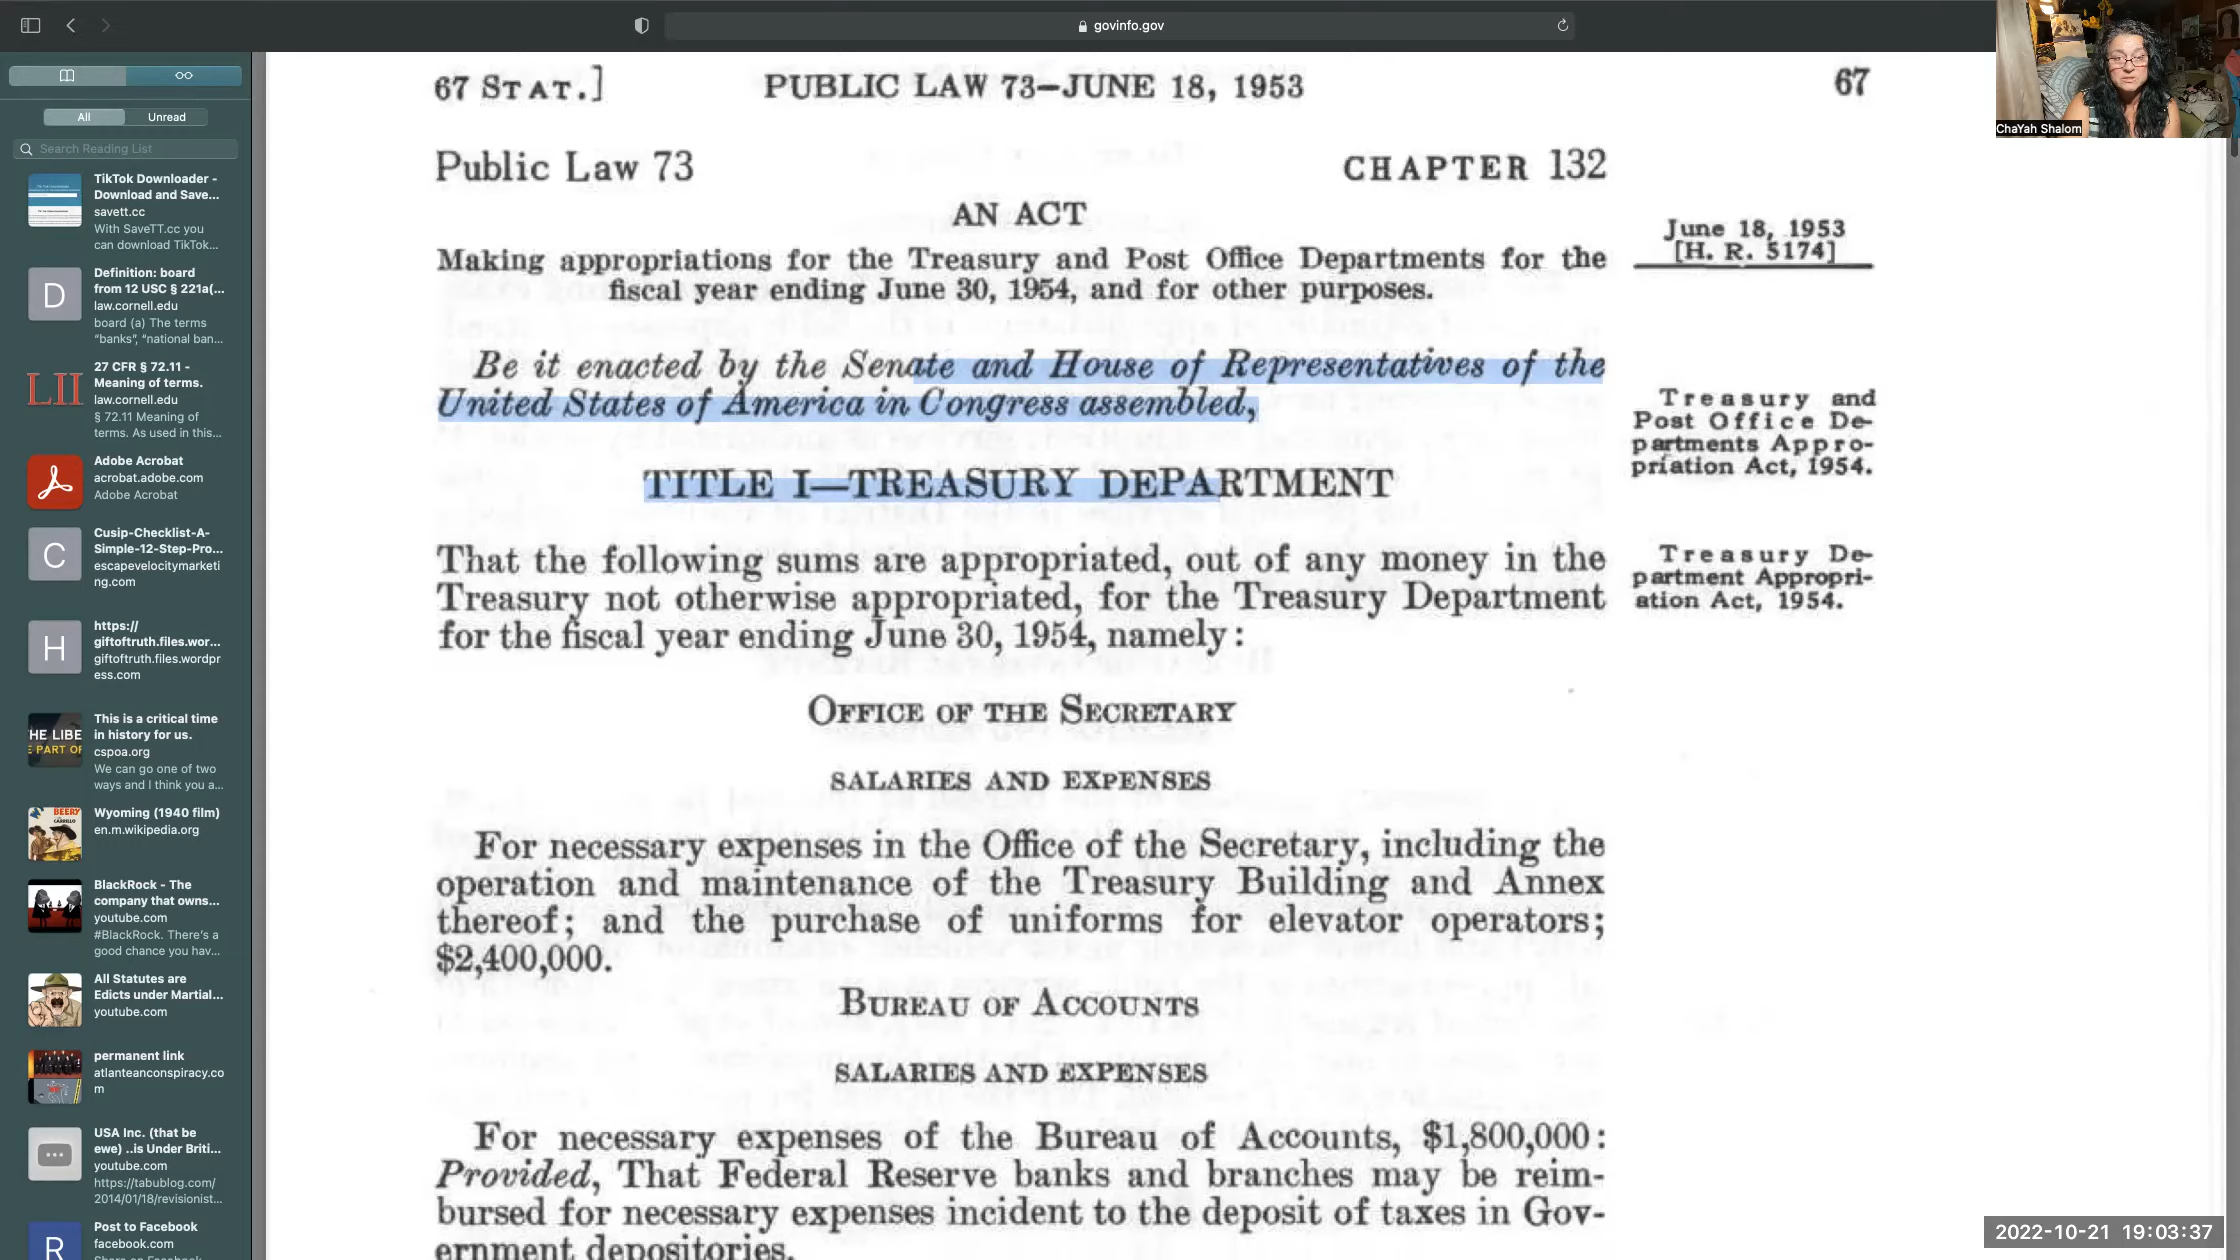 govinfo.gov
All
Unread
Search Reading List
TikTok Downloader -
Download and Save...
savett.cc
With SaveTT.cc you
can download TikTok...
D
Definition: board
from 12 USC § 221a(...
law.cornell.edu
board (a) The terms
“banks”, “national ban...
LII
27 CFR § 72.11 -
Meaning of terms.
law.cornell.edu
§ 72.11 Meaning of
terms. As used in this...
Adobe Acrobat
acrobat.adobe.com
Adobe Acrobat
C
Cusip-Checklist-A-
Simple-12-Step-Pro...
escapevelocitymarketi
ng.com
H
https://
giftoftruth.files.wor...
giftoftruth.files.wordpr
ess.com
HE LIBE
E PART OF
This is a critical time
in history for us.
cspoa.org
We can go one of two
ways and I think you a...
BEERY
CARRILLO
Wyoming (1940 film)
en.m.wikipedia.org
BlackRock - The
company that owns...
youtube.com
#BlackRock. There's a
good chance you hav...
All Statutes are
Edicts under Martial...
youtube.com
permanent link
atlanteanconspiracy.co
m
USA Inc. (that be
ewe) ..is Under Briti...
youtube.com
https://tabublog.com/
2014/01/18/revisionist...
R
Post to Facebook
facebook.com
67 STAT.]
PUBLIC LAW 73—JUNE 18, 1953
67
Public Law 73
CHAPTER 132
AN ACT
Making appropriations for the Treasury and Post Office Departments for the
fiscal year ending June 30, 1954, and for other purposes.
June 18, 1953
[H. R. 5174]
Be it enacted by the Senate and House of Representatives of the
United States of America in Congress assembled,
Treasury and
Post Office De-
partments Appro-
priation Act, 1954.
TITLE I—TREASURY DEPARTMENT
That the following sums are appropriated, out of any money in the
Treasury not otherwise appropriated, for the Treasury Department
for the fiscal year ending June 30, 1954, namely:
Treasury De-
partment Appropri-
ation Act, 1954.
OFFICE OF THE SECRETARY
SALARIES AND EXPENSES
For necessary expenses in the Office of the Secretary, including the
operation and maintenance of the Treasury Building and Annex
thereof; and the purchase of uniforms for elevator operators;
$2,400,000.
BUREAU OF ACCOUNTS
SALARIES AND EXPENSES
For necessary expenses of the Bureau of Accounts, $1,800,000:
Provided, That Federal Reserve banks and branches may be reim-
bursed for necessary expenses incident to the deposit of taxes in Gov-
ernment depositories.
ChaYah Shalom
2022-10-21 19:03:37